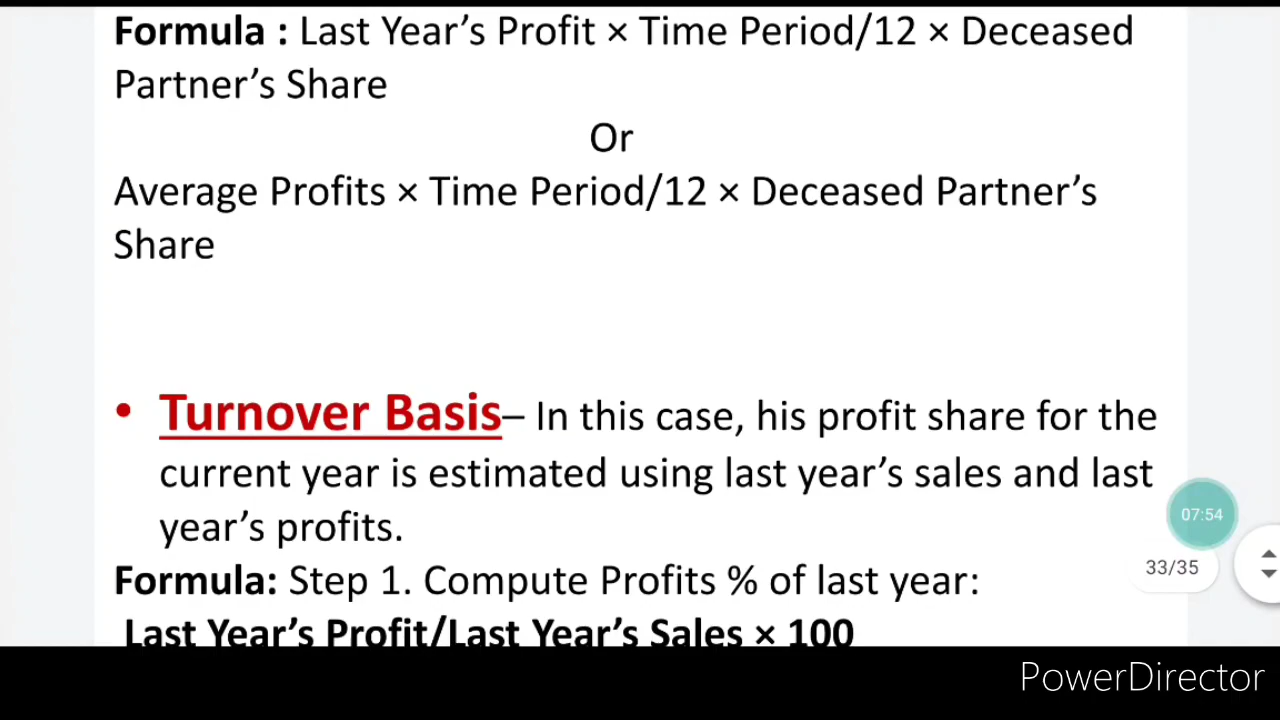 Formula : Last Year’s Profit × Time Period/12 × Deceased
Partner’s Share
Or
Average Profits × Time Period/12 × Deceased Partner’s
Share
• Turnover Basis– In this case, his profit share for the
current year is estimated using last year’s sales and last
year’s profits.
07:54
33/35
Formula: Step 1. Compute Profits % of last year:
Last Year’s Profit/Last Year’s Sales × 100
PowerDirector